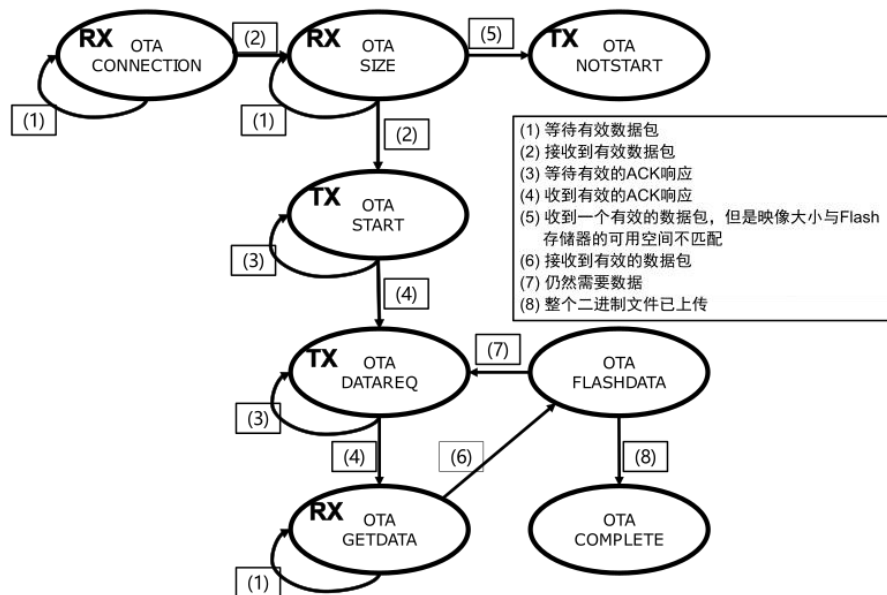 RX OTA CONNECTION
(2)
RX OTA SIZE
(5)
TX OTA NOTSTART
(1)
(1)
(2)
(1) 等待有效数据包
(2) 接收到有效数据包
(3) 等待有效的ACK响应
(4) 收到有效的ACK响应
(5) 收到一个有效的数据包，但是映像大小与Flash
存储器的可用空间不匹配
(6) 接收到有效的数据包
(7) 仍然需要数据
(8) 整个二进制文件已上传
TX OTA START
(3)
(4)
TX OTA DATAREQ
(7)
OTA FLASHDATA
(3)
(4)
(6)
(8)
RX OTA GETDATA
OTA COMPLETE
(1)